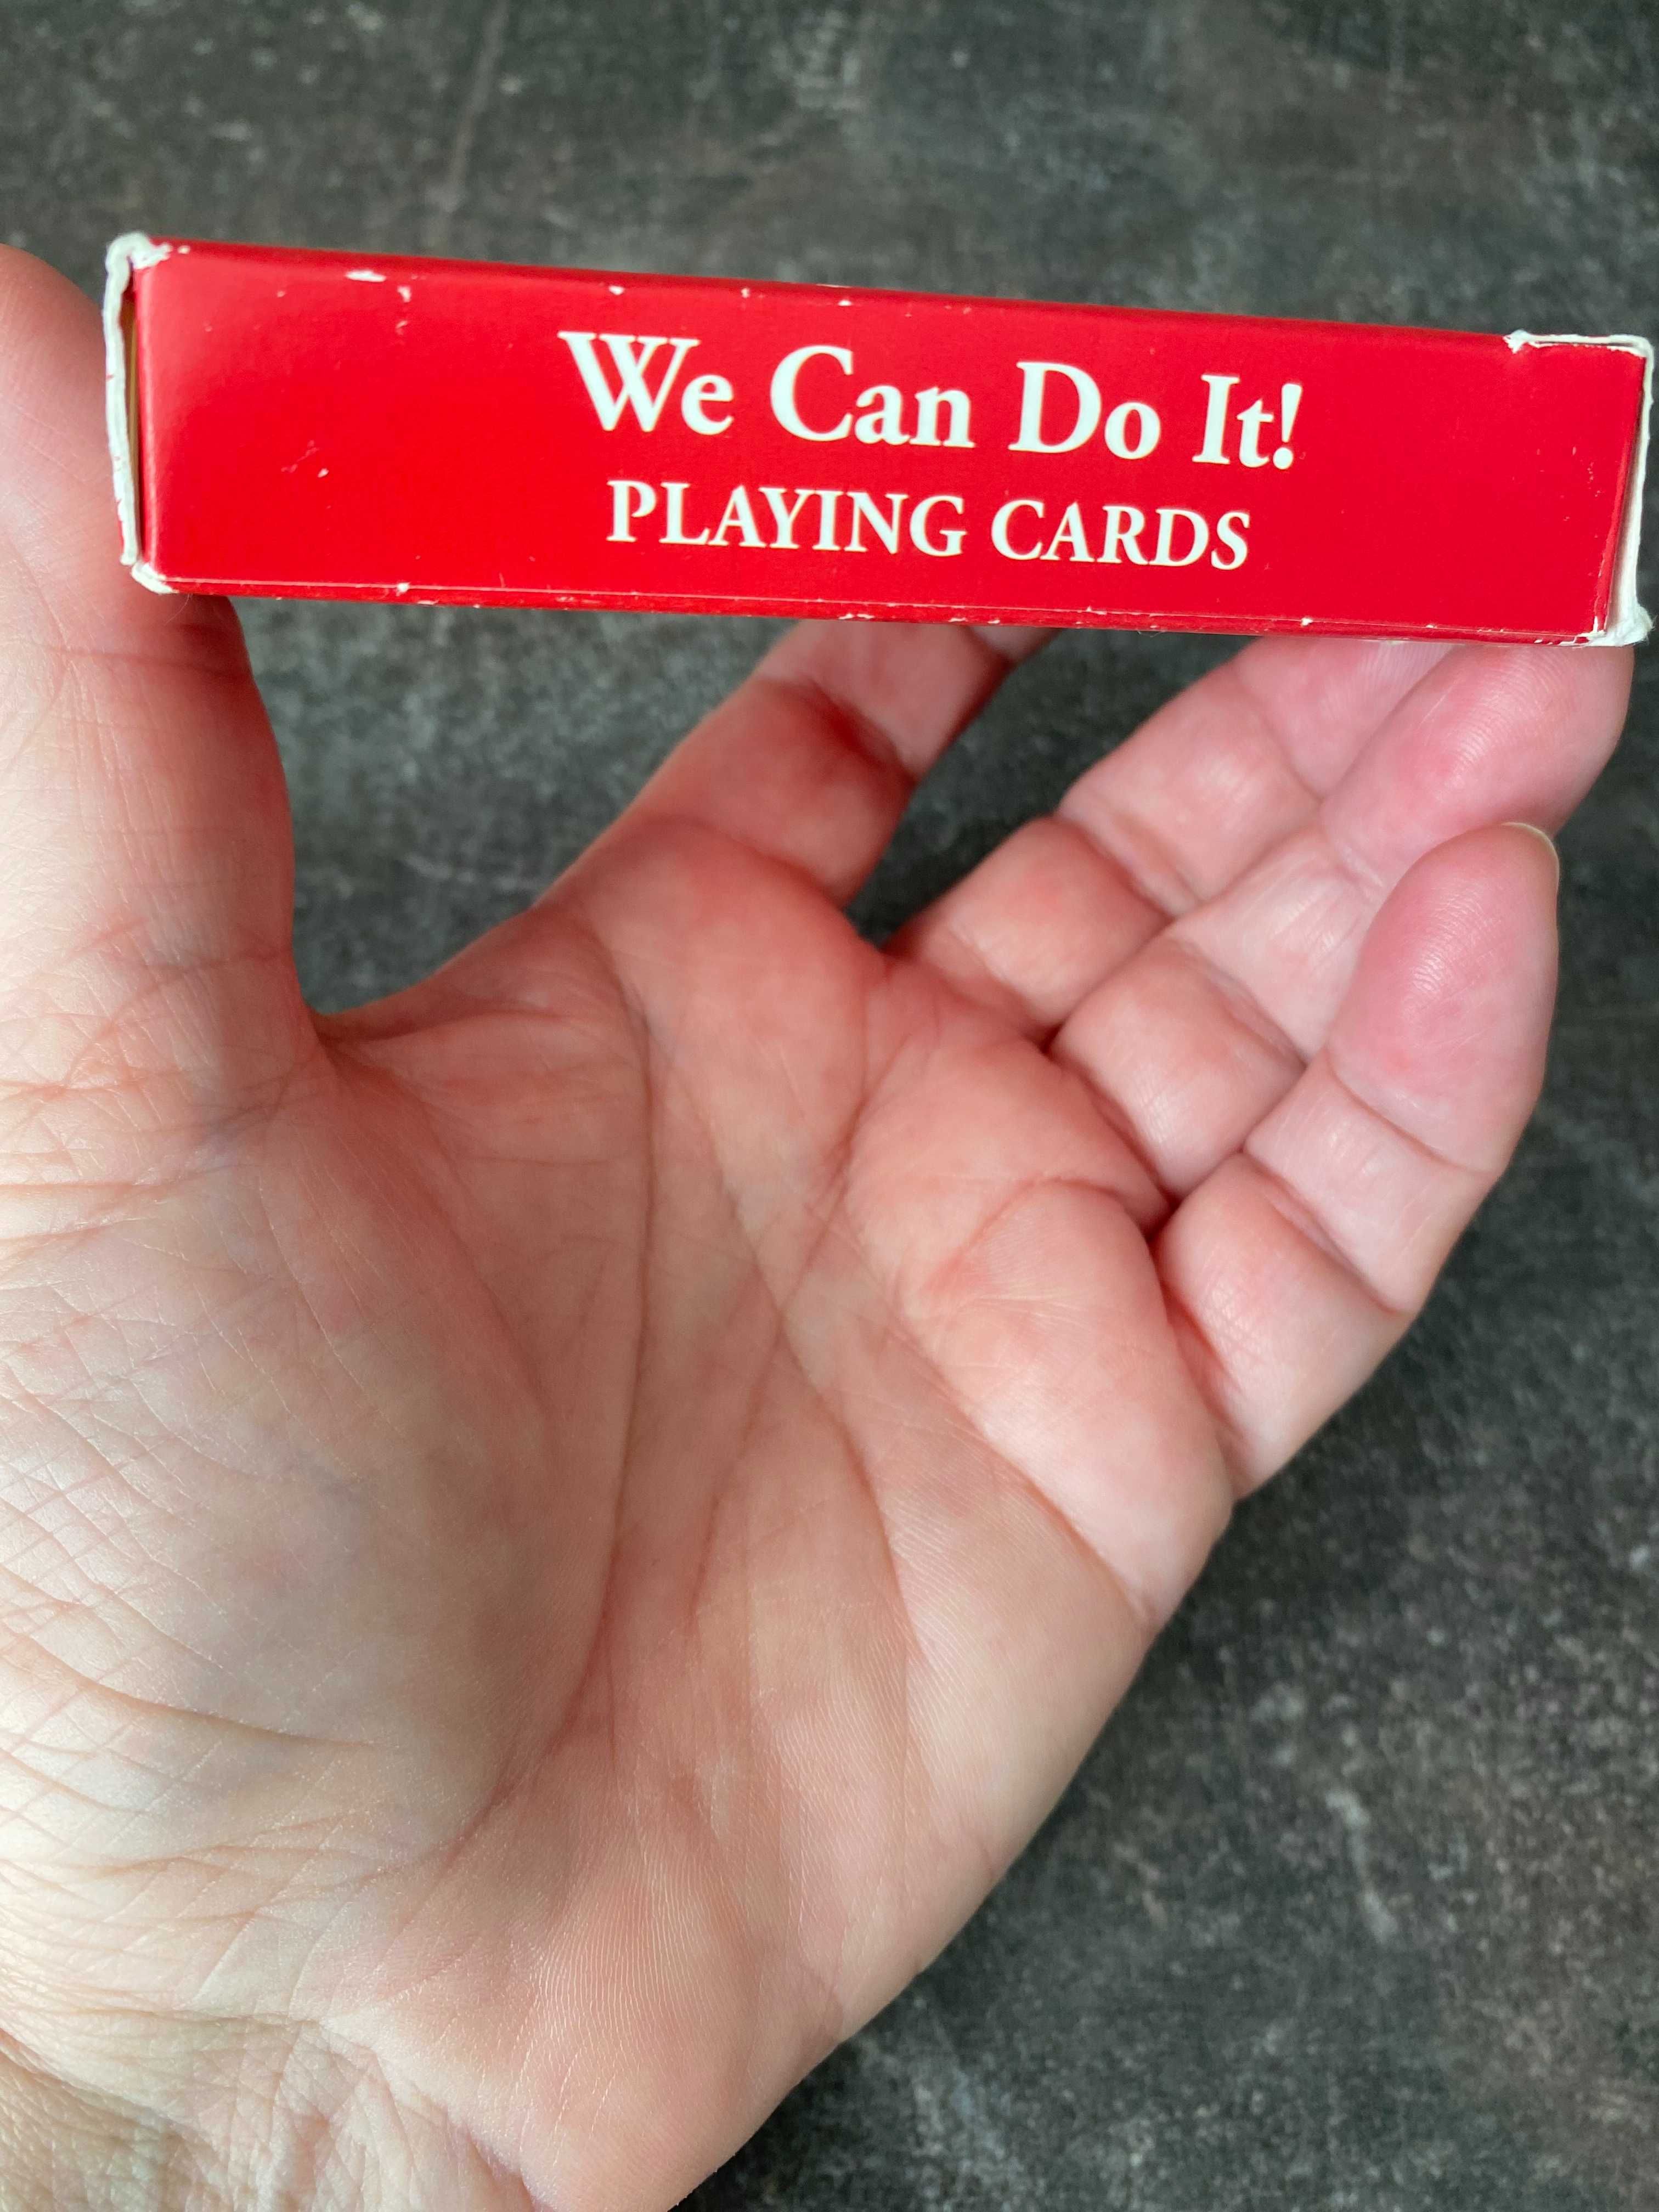 We Can Do It!
PLAYING CARDS